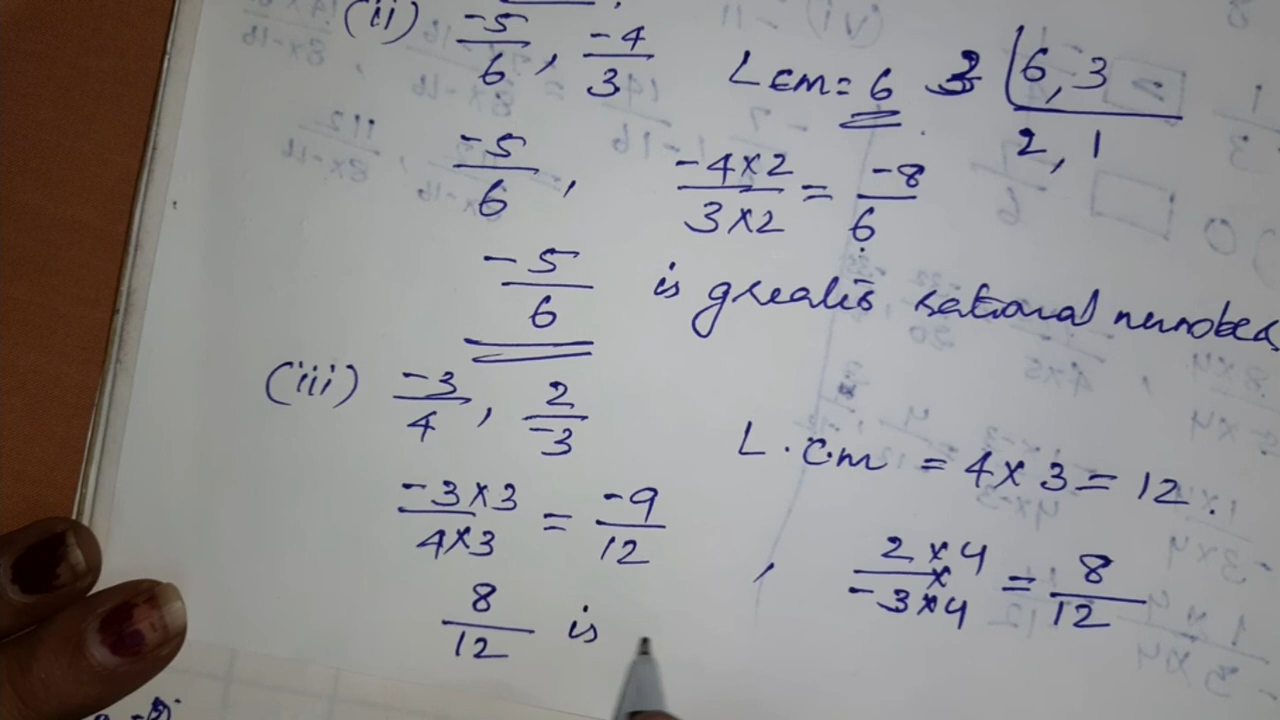 (ii) -5/6 , -4/3 Lcm = 6 3 | 6, 3
2, 1
-5/6 , -4×2/3×2 = -8/6
-5/6 is greater rational number
(iii) -3/4 , 2/-3 L.c.m = 4×3 = 12.
-3×3/4×3 = -9/12 , 2×4/-3×4 = 8/12
8/12 is